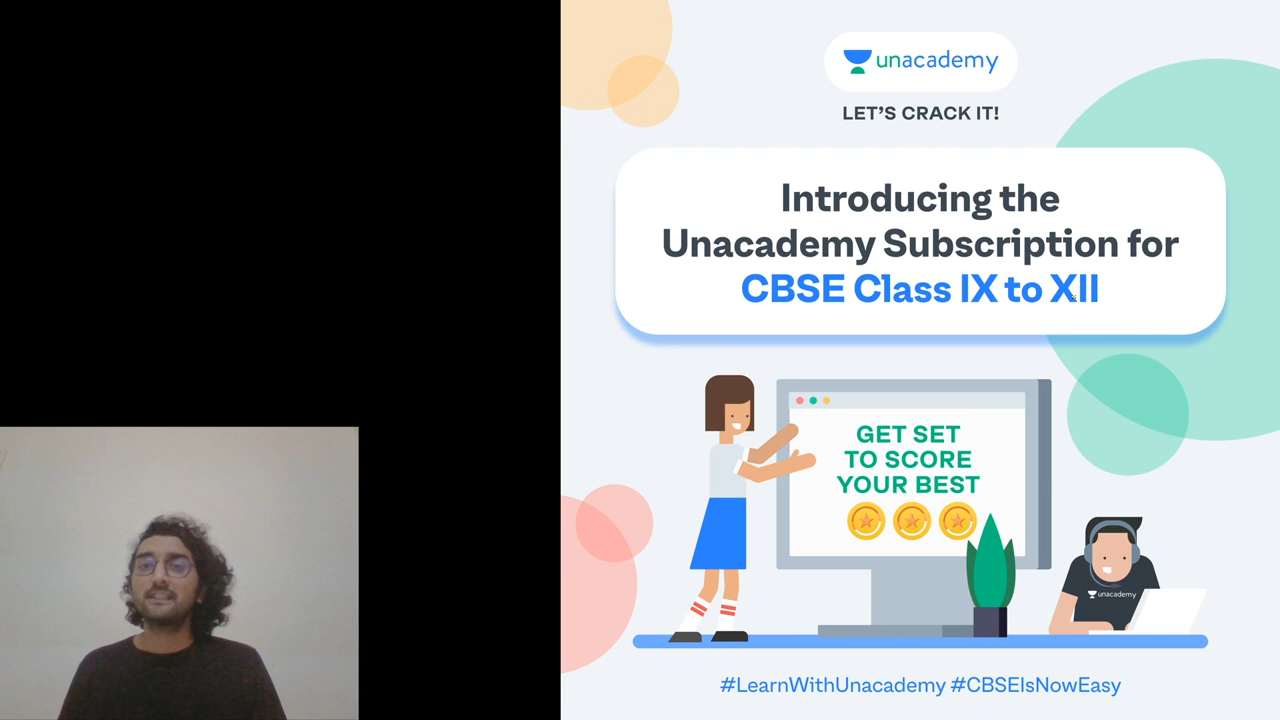 unacademy
LET'S CRACK IT!
Introducing the
Unacademy Subscription for
CBSE Class IX to XII
GET SET
TO SCORE
YOUR BEST
unacademy
#LearnWithUnacademy #CBSEIsNowEasy